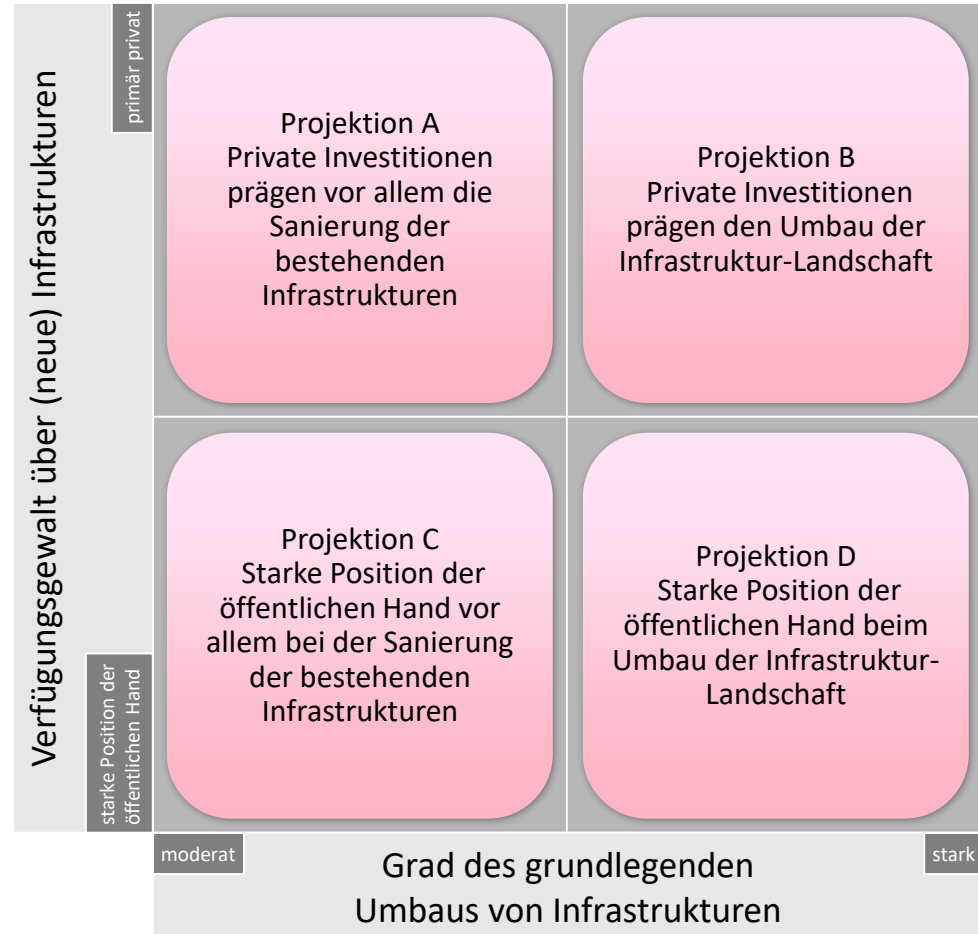 Verfügungsgewalt über (neue) Infrastrukturen
primär privat
starke Position der
öffentlichen Hand
Projektion A
Private Investitionen
prägen vor allem die
Sanierung der
bestehenden
Infrastrukturen
Projektion B
Private Investitionen
prägen den Umbau der
Infrastruktur-Landschaft
Projektion C
Starke Position der
öffentlichen Hand vor
allem bei der Sanierung
der bestehenden
Infrastrukturen
Projektion D
Starke Position der
öffentlichen Hand beim
Umbau der Infrastruktur-
Landschaft
moderat
Grad des grundlegenden
Umbaus von Infrastrukturen
stark